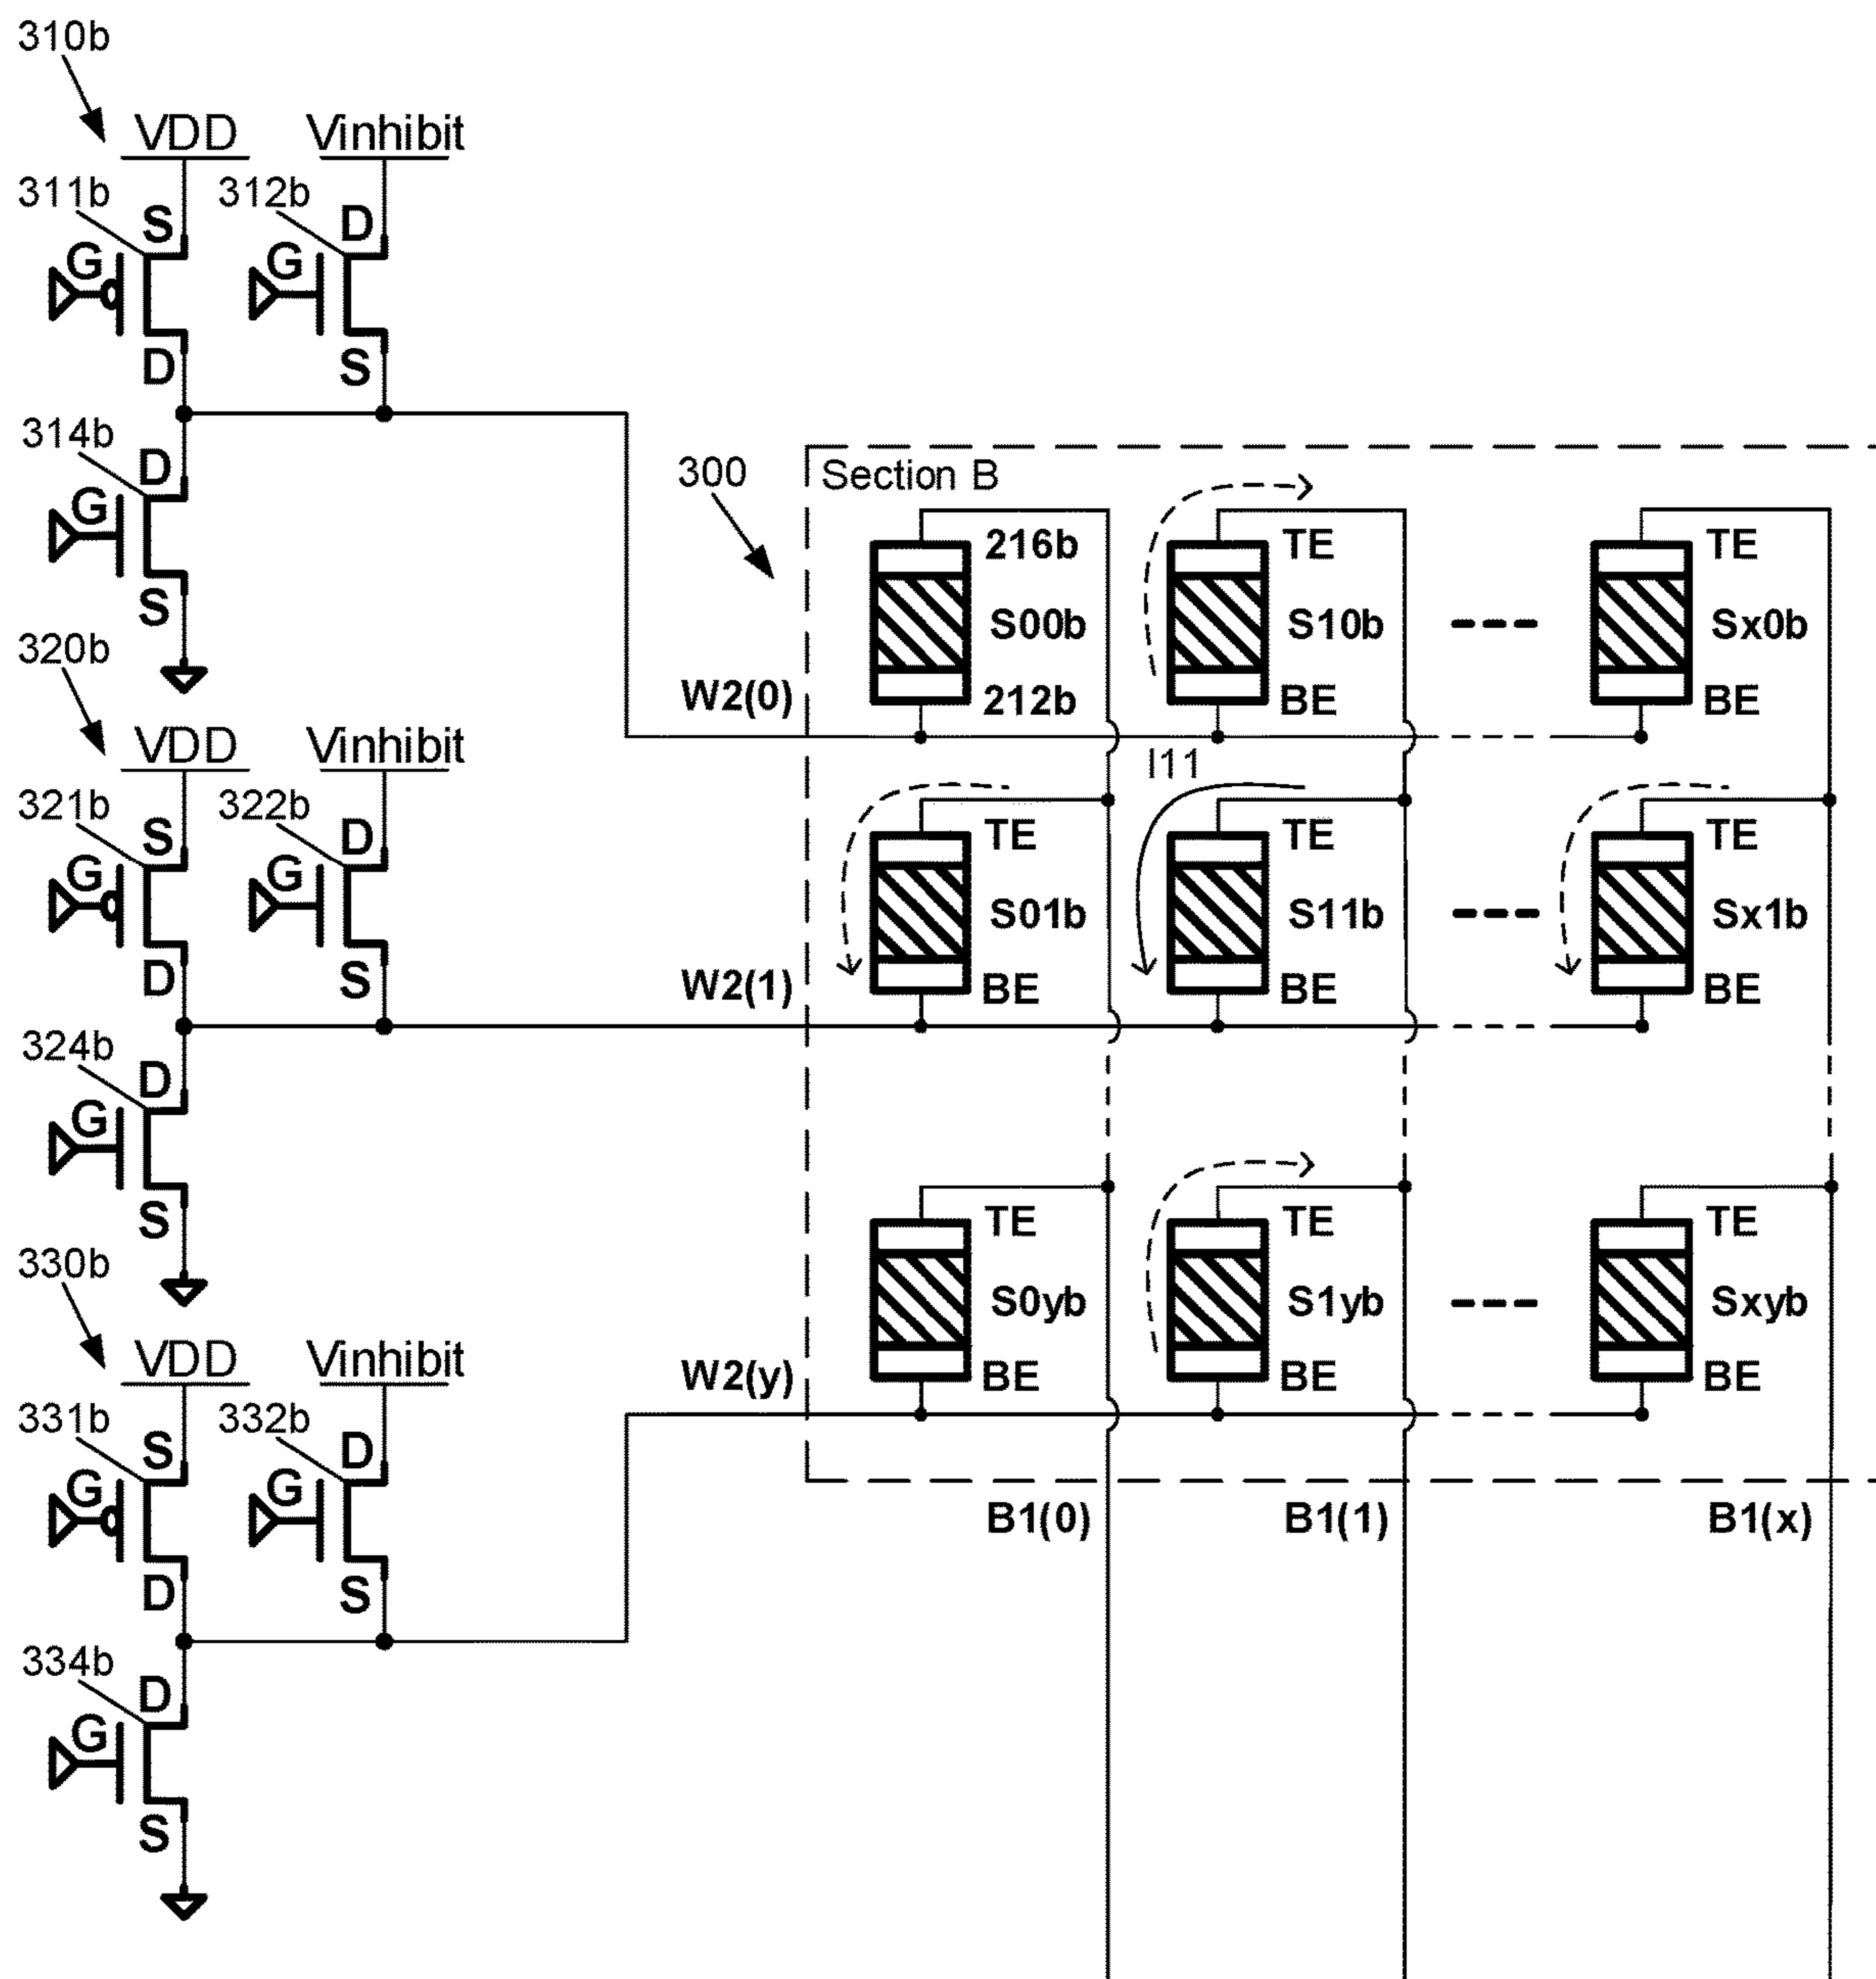 310b
VDD Vinhibit
311b S 312b D
G G
D S
314b D
G
S
300 Section B
216b TE TE
S00b S10b Sx0b
W2(0) 212b BE BE
320b
VDD Vinhibit
321b S 322b D
G G
D S
I11
TE TE TE
S01b S11b Sx1b
W2(1) BE BE BE
324b D
G
S
TE TE TE
S0yb S1yb Sxyb
W2(y) BE BE BE
330b
VDD Vinhibit
331b S 332b D
G G
D S
B1(0) B1(1) B1(x)
334b D
G
S